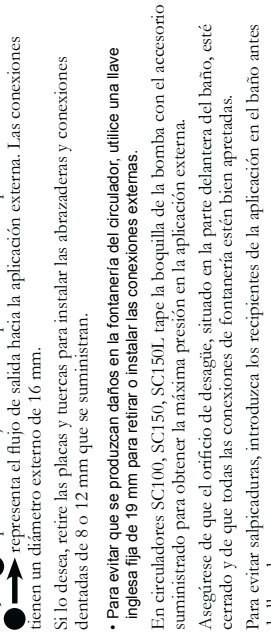 representa el flujo de salida hacia la aplicación externa. Las conexiones
tienen un diámetro externo de 16 mm.
Si lo desea, retire las placas y tuercas para instalar las abrazaderas y conexiones
dentadas de 8 o 12 mm que se suministran.
• Para evitar que se produzcan daños en la fontanería del circulador, utilice una llave
inglesa fija de 19 mm para retirar o instalar las conexiones externas.
En circuladores SC100, SC150, SC150L tape la boquilla de la bomba con el accesorio
suministrado para obtener la máxima presión en la aplicación externa.
Asegúrese de que el orificio de desagüe, situado en la parte delantera del baño, esté
cerrado y de que todas las conexiones de fontanería estén bien apretadas.
Para evitar salpicaduras, introduzca los recipientes de la aplicación en el baño antes